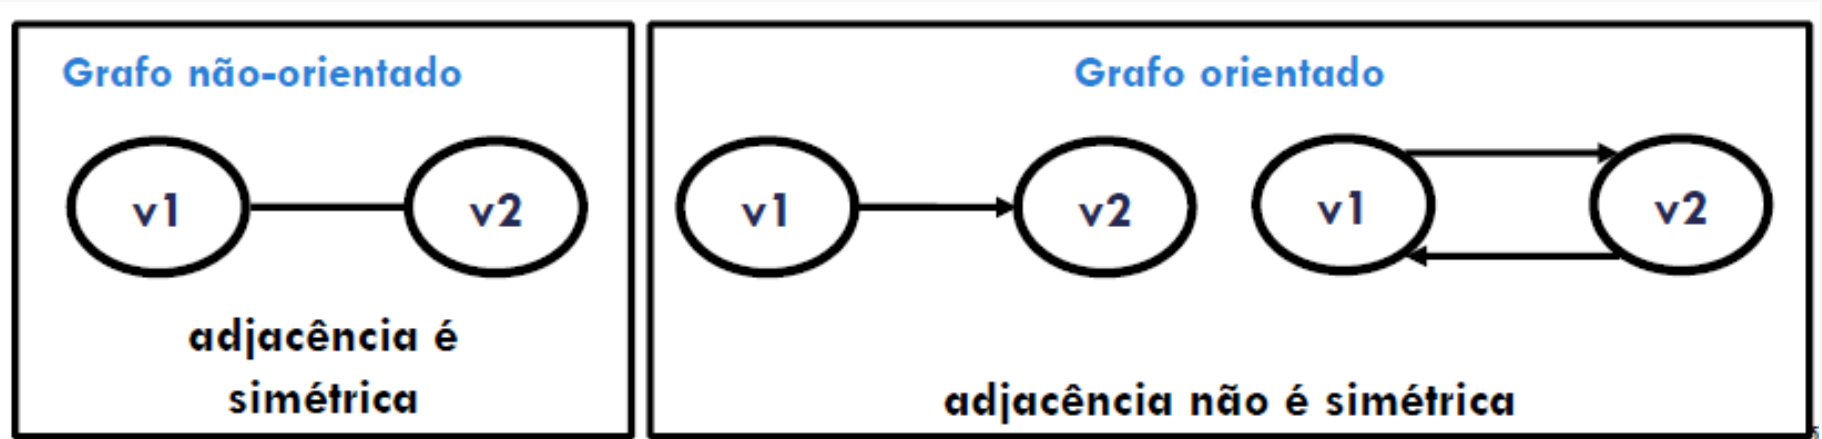 Grafo não-orientado
v1
v2
adjacência é
simétrica
Grafo orientado
v1
v2
v1
v2
adjacência não é simétrica